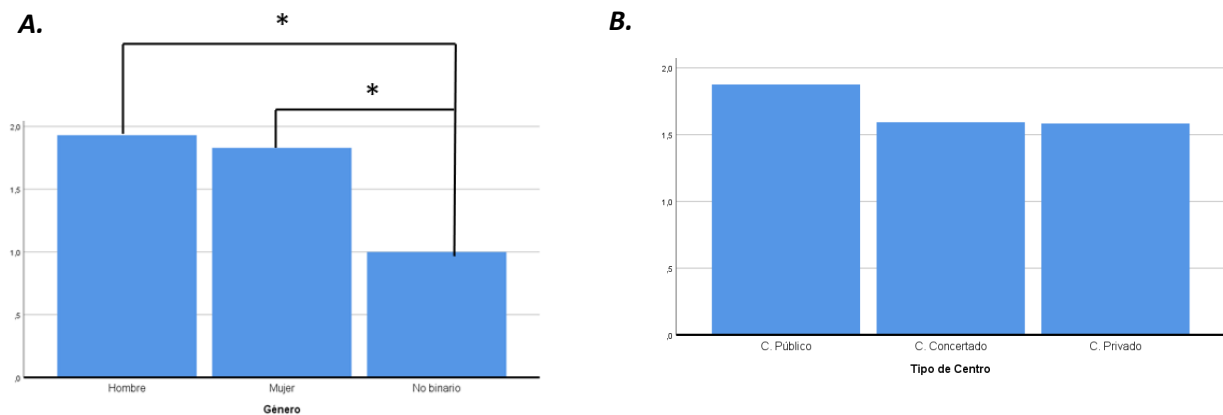 A.
*
*
2,0
1,5
1,0
,5
,0
Hombre Mujer No binario
Género
B.
2,0
1,5
1,0
,5
,0
C. Público C. Concertado C. Privado
Tipo de Centro